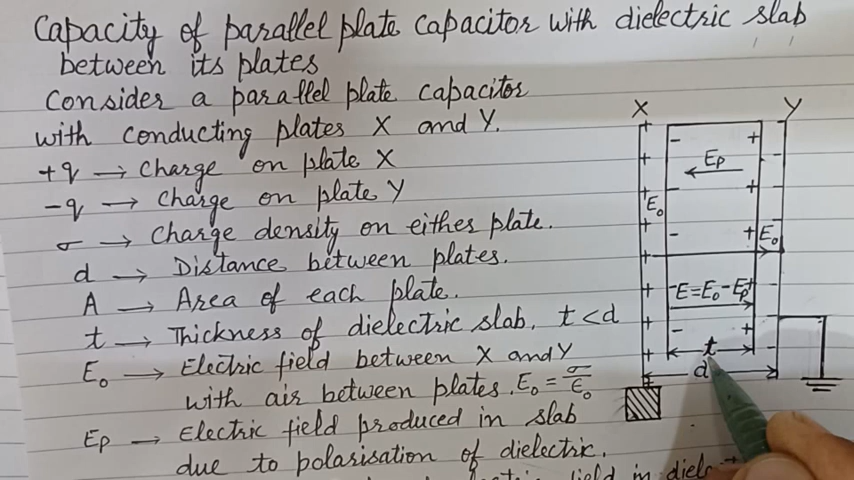 Capacity of parallel plate capacitor with dielectric slab
between its plates
Consider a parallel plate capacitor
with conducting plates X and Y.
+q → Charge on plate X
-q → Charge on plate Y
σ → Charge density on either plate.
d → Distance between plates.
A → Area of each plate.
t → Thickness of dielectric slab. t<d
E₀ → Electric field between X and Y
with air between plates. E₀ = σ/ε₀
Ep → Electric field produced in slab
due to polarisation of dielectric.
field in
X Y
+ - + -
Ep
E₀
E₀
E=E₀-Ep
t
d